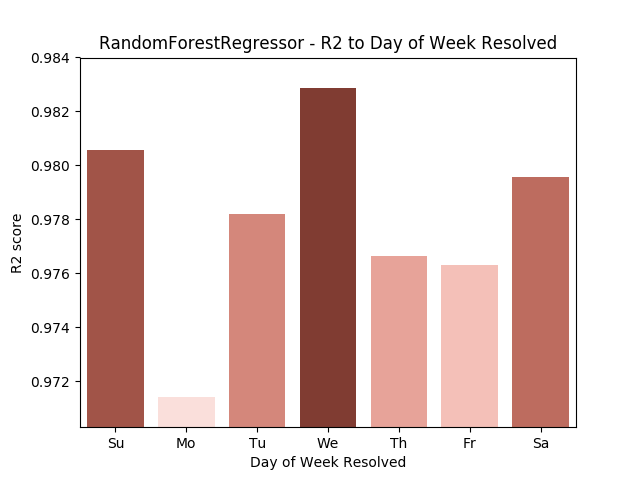 RandomForestRegressor - R2 to Day of Week Resolved
0.984
0.982
0.980
0.978
0.976
0.974
0.972
R2 score
Su Mo Tu We Th Fr Sa
Day of Week Resolved